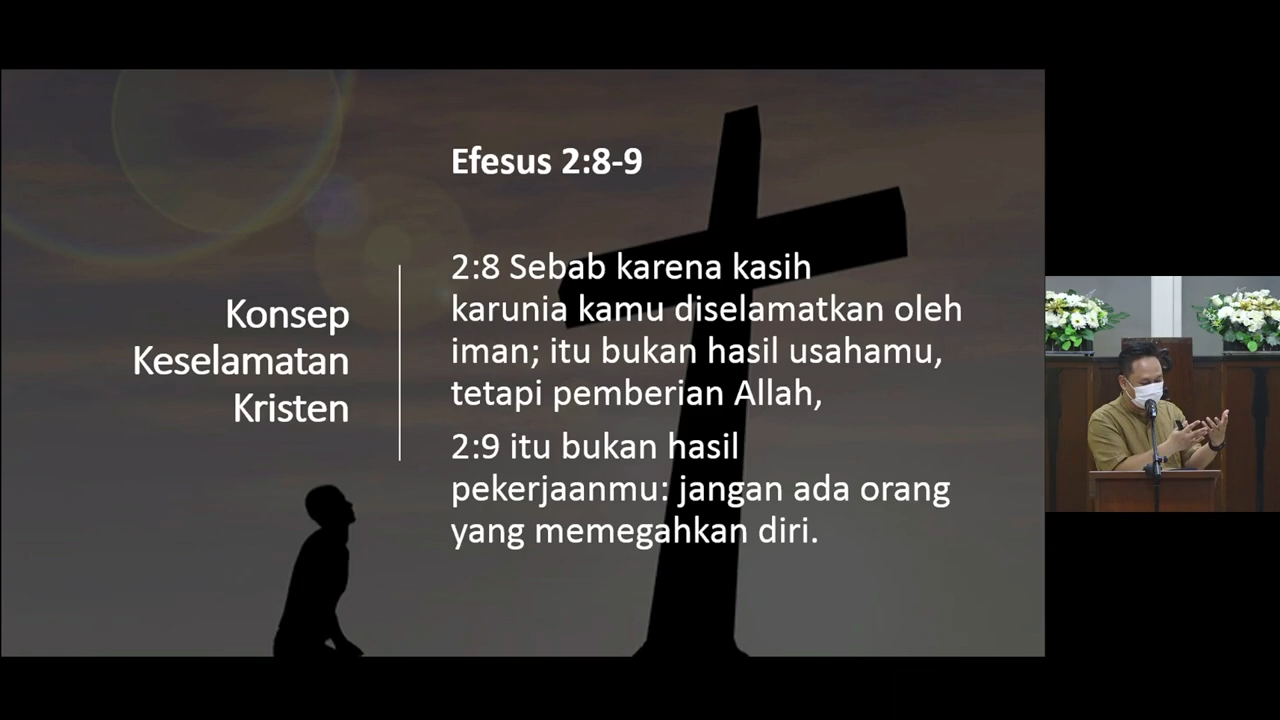 Konsep
Keselamatan
Kristen
Efesus 2:8-9
2:8 Sebab karena kasih
karunia kamu diselamatkan oleh
iman; itu bukan hasil usahamu,
tetapi pemberian Allah,
2:9 itu bukan hasil
pekerjaanmu: jangan ada orang
yang memegahkan diri.